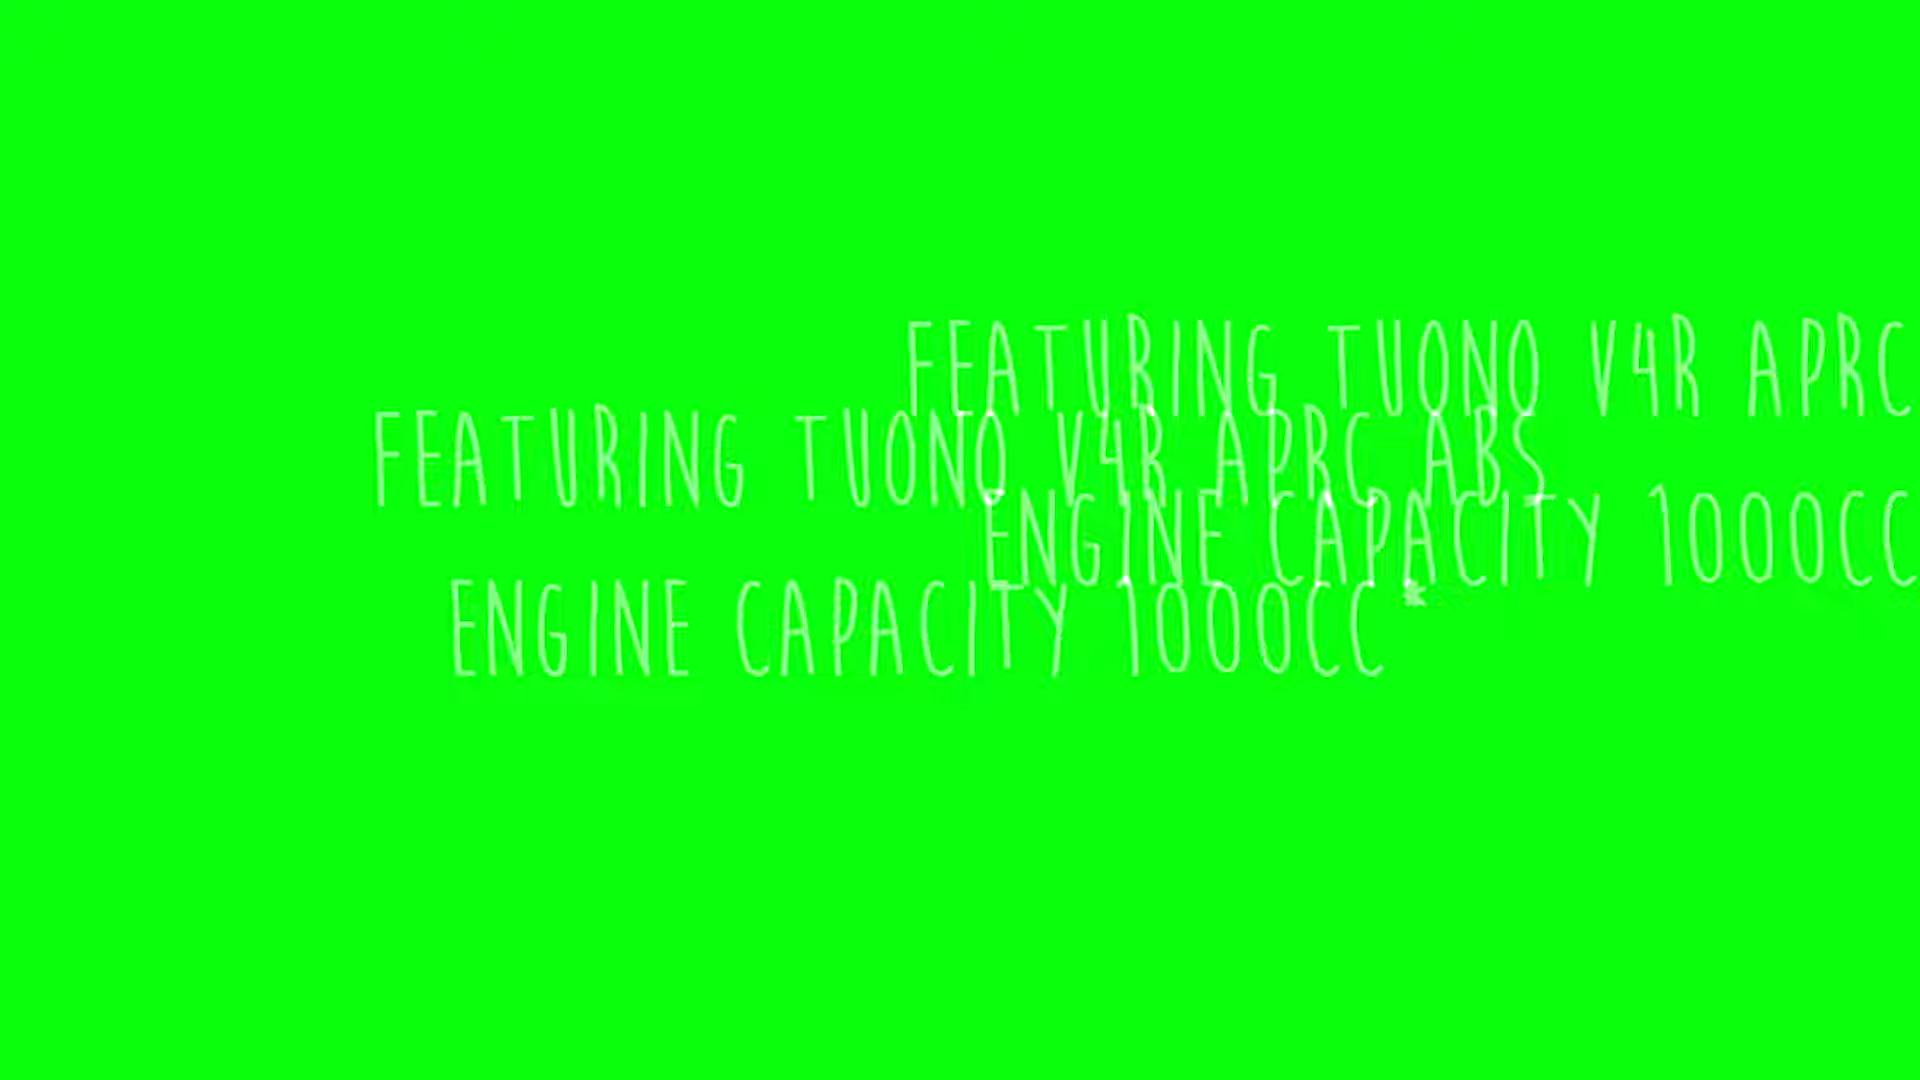 FEATURING TUONO V4R APRC
FEATURING TUONO V4R APRC ABS
ENGINE CAPACITY 1000CC
ENGINE CAPACITY 1000CC*